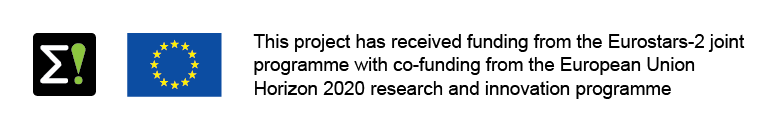 Σ!
This project has received funding from the Eurostars-2 joint
programme with co-funding from the European Union
Horizon 2020 research and innovation programme